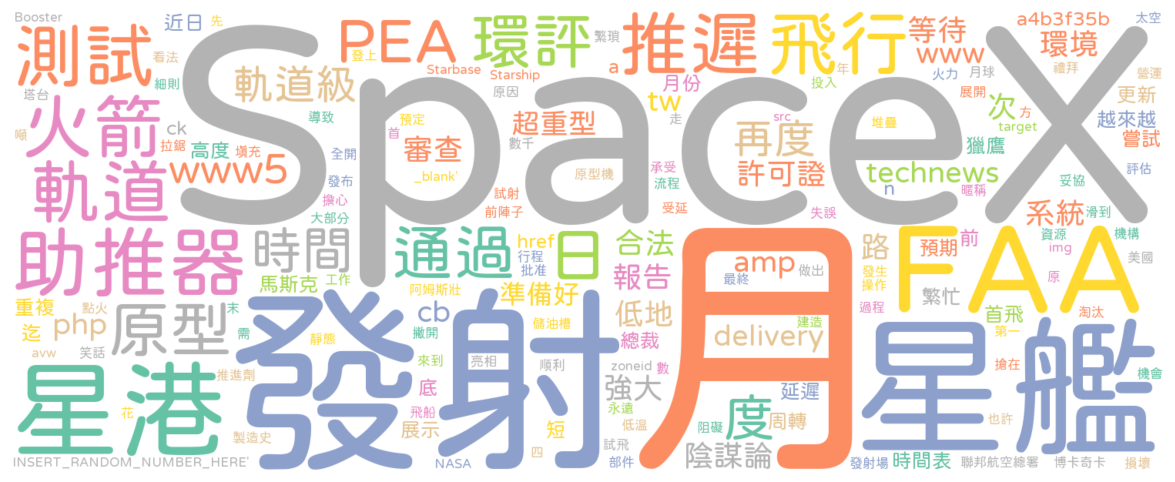 Booster
近日
先
PEA
環評
繁瑣
推遲
飛行
等待
a4b3f35b
太空
測試
看法
登上
SpaceX
www
環境
禮拜
細則
軌道級
Starbase
Starship
a
月份
火力
月球
年
展開
營運
塔台
原因
投入
tw
更新
火箭
導致
預定
超重型
走
src
堆疊
次
方
target
越來越
噸
ck
首
數千
再度
獵鷹
嘗試
拉鋸
高度
填充
全開
審查
承受
許可證
technews
評估
www5
發布
_blank'
原型機
流程
n
暱稱
妥協
軌道
擔心
試射
失誤
系統
滑到
大部分
前陣子
受延
資源
助推器
時間
通過
href
日
合法
路
FAA
預期
前
img
機構
行程
批准
報告
amp
做出
發生
原
美國
馬斯克
工作
阿姆斯壯
準備好
最終
操作
繁忙
重複
點火
末
發射
cb
儲油槽
低地
月
過程
首飛
淘汰
迄
php
原型
需
撇開
建造
第一
avw
笑話
靜態
總裁
delivery
星艦
星港
來到
亮相
順利
zoneid
數
搶在
推進劑
底
強大
延遲
機會
花
飛船
永遠
度
周轉
展示
短
低溫
阻礙
也許
製造史
四
試飛
陰謀論
INSERT_RANDOM_NUMBER_HERE'
NASA
部件
發射場
時間表
聯邦航空總署
博卡奇卡
損壞